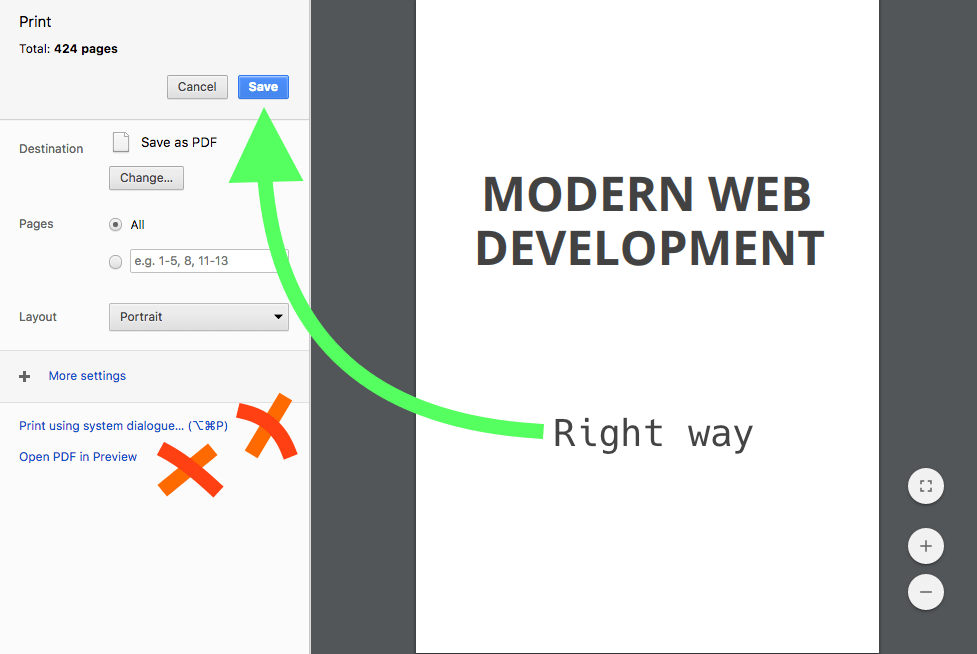 Print
Total: 424 pages
Cancel Save
Destination Save as PDF
Change...
Pages All
e.g. 1-5, 8, 11-13
Layout Portrait
More settings
Print using system dialogue... (⌥⌘P)
Open PDF in Preview
MODERN WEB
DEVELOPMENT
Right way